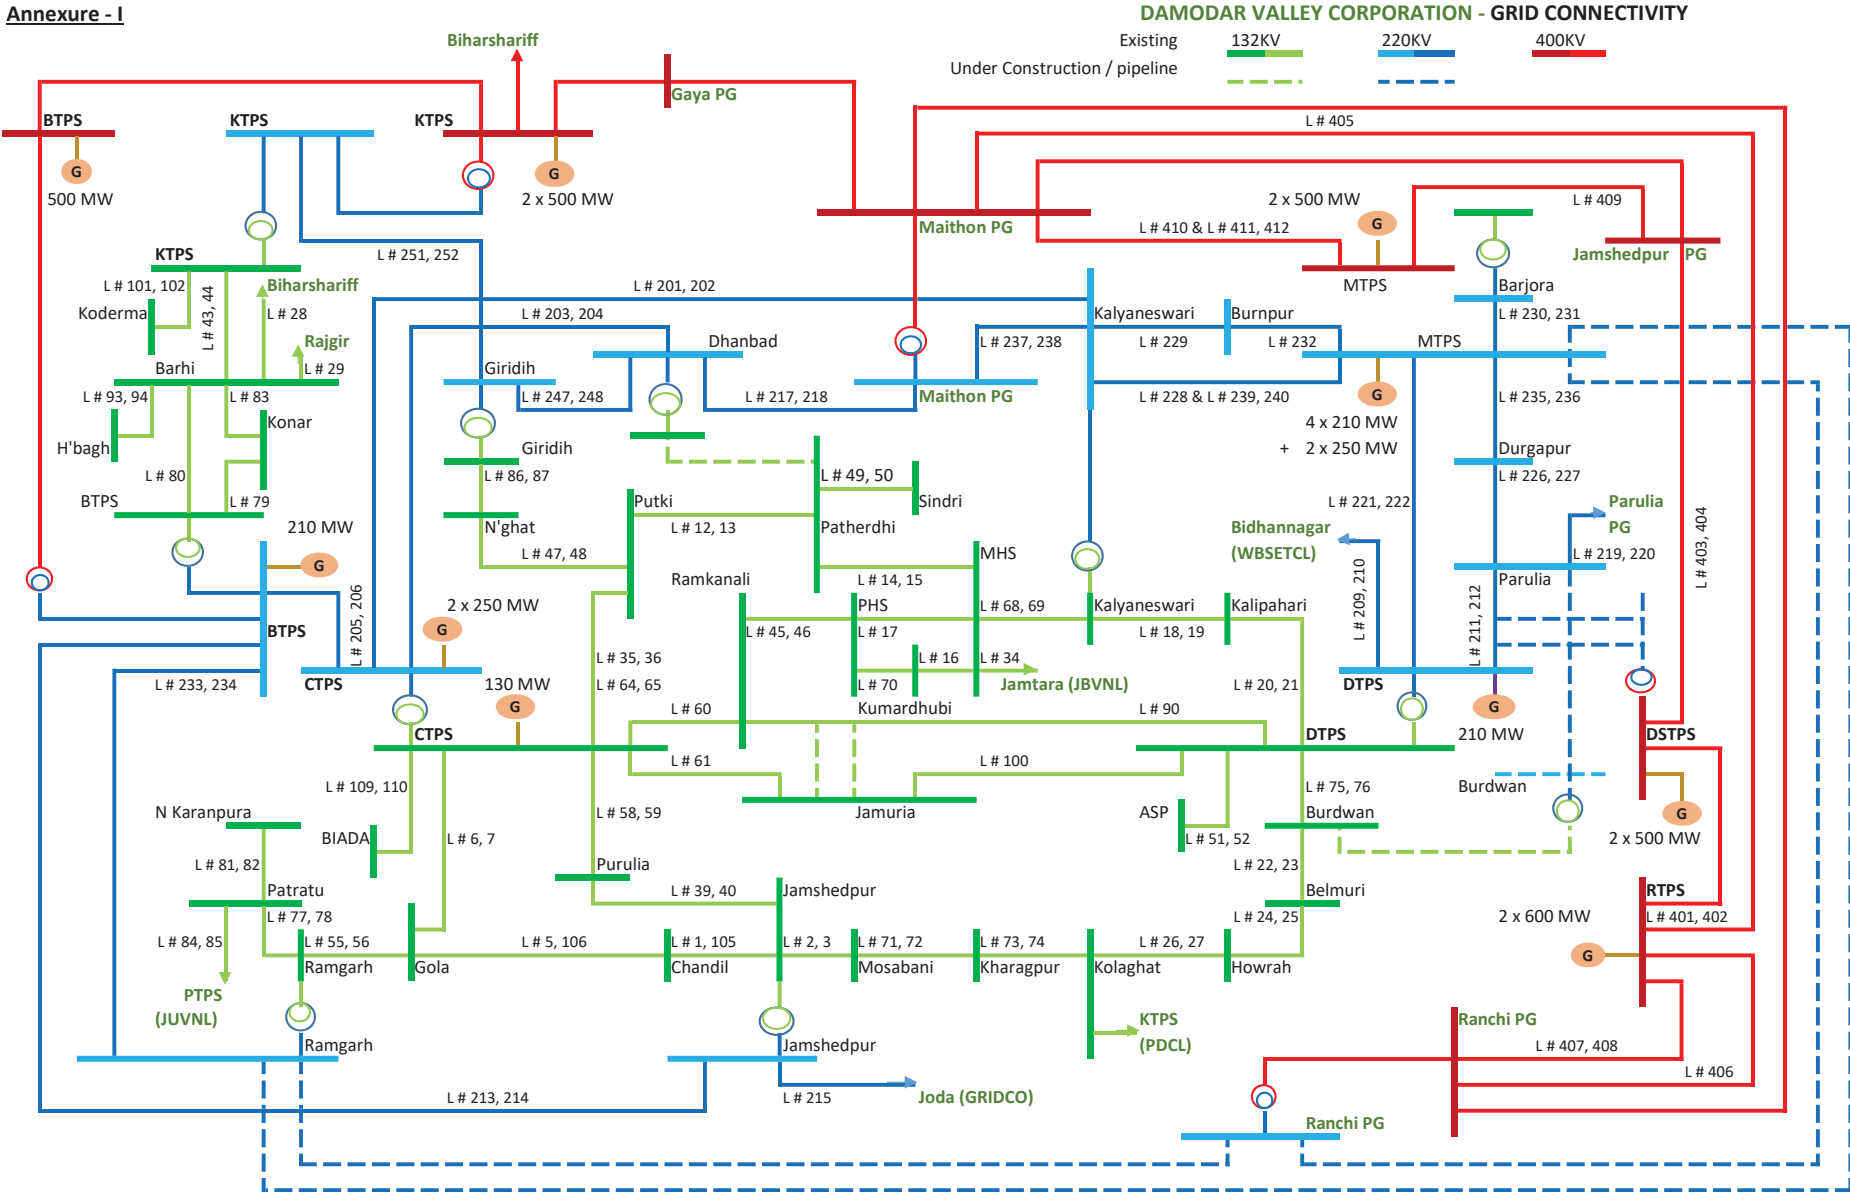 Annexure - I
DAMODAR VALLEY CORPORATION - GRID CONNECTIVITY
Existing
132KV
220KV
400KV
Under Construction / pipeline
Biharshariff
Gaya PG
BTPS
KTPS
KTPS
L # 405
G
500 MW
G
2 x 500 MW
2 x 500 MW
G
L # 409
Maithon PG
L # 410 & L # 411, 412
Jamshedpur PG
MTPS
KTPS
L # 251, 252
L # 101, 102
L # 43, 44
Biharshariff
L # 201, 202
Barjora
Koderma
L # 28
L # 203, 204
Kalyaneswari
Burnpur
L # 230, 231
Rajgir
Dhanbad
L # 237, 238
L # 229
L # 232
MTPS
Barhi
L # 29
Giridih
L # 93, 94
L # 83
L # 247, 248
L # 217, 218
Maithon PG
L # 228 & L # 239, 240
G
L # 235, 236
Konar
4 x 210 MW
+ 2 x 250 MW
H'bagh
Giridih
Durgapur
L # 80
L # 86, 87
L # 49, 50
L # 226, 227
BTPS
L # 79
Putki
Sindri
L # 221, 222
Parulia
PG
210 MW
N'ghat
L # 12, 13
Patherdhi
Bidhannagar
(WBSETCL)
L # 403, 404
G
L # 47, 48
MHS
L # 219, 220
Ramkanali
L # 14, 15
Parulia
L # 205, 206
2 x 250 MW
PHS
L # 68, 69
Kalyaneswari
Kalipahari
L # 209, 210
L # 211, 212
BTPS
G
L # 45, 46
L # 17
L # 18, 19
L # 35, 36
L # 16
L # 34
L # 233, 234
CTPS
130 MW
L # 64, 65
L # 70
Jamtara (JBVNL)
L # 20, 21
DTPS
G
L # 60
Kumardhubi
L # 90
G
CTPS
DTPS
210 MW
DSTPS
L # 61
L # 100
L # 109, 110
L # 75, 76
Burdwan
N Karanpura
L # 58, 59
Jamuria
ASP
Burdwan
G
BIADA
L # 6, 7
L # 51, 52
2 x 500 MW
L # 81, 82
Purulia
L # 22, 23
Patratu
L # 39, 40
Jamshedpur
Belmuri
RTPS
L # 77, 78
L # 24, 25
2 x 600 MW
L # 401, 402
L # 84, 85
L # 55, 56
L # 5, 106
L # 1, 105
L # 2, 3
L # 71, 72
L # 73, 74
L # 26, 27
G
Ramgarh
Gola
Chandil
Mosabani
Kharagpur
Kolaghat
Howrah
PTPS
(JUVNL)
KTPS
(PDCL)
Ranchi PG
Ramgarh
Jamshedpur
L # 407, 408
L # 406
L # 213, 214
L # 215
Joda (GRIDCO)
Ranchi PG